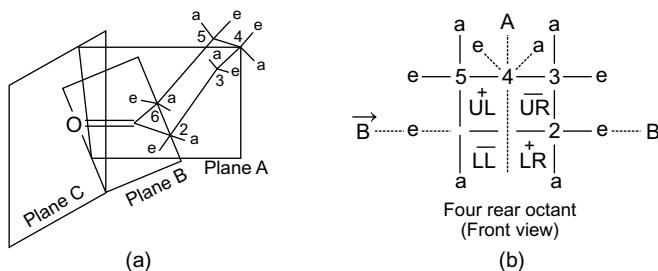 a e
5 4 e
a
a
e
3
a
e
a
6
O
2
a
e
Plane A
Plane B
Plane C
(a)
A
a e a a
e 5 4 3 e
+
UL UR
B e 2 e B
+
LL LR
a a
Four rear octant
(Front view)
(b)